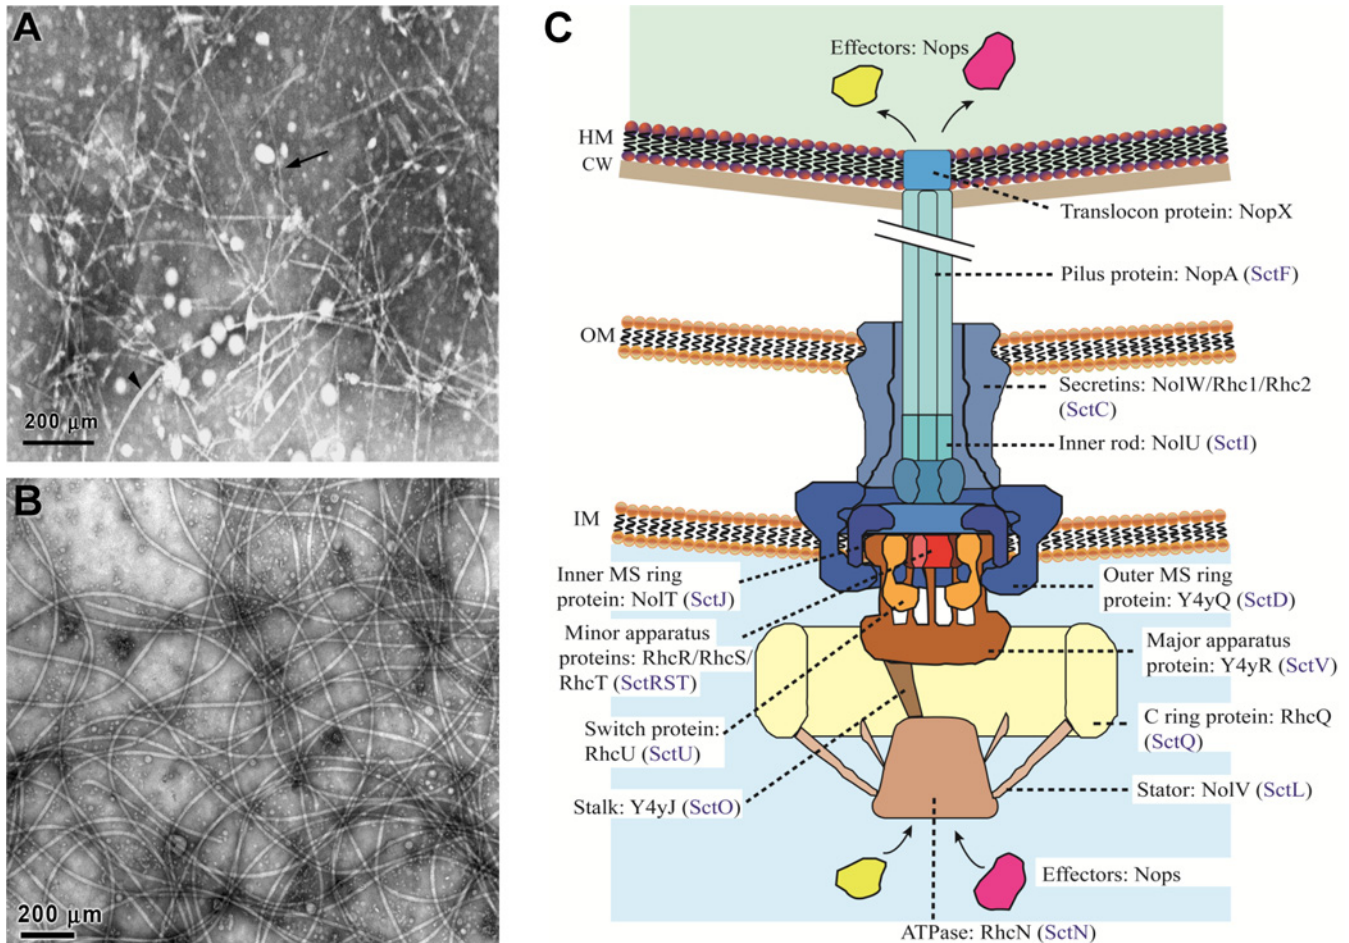 A
200 µm
B
200 µm
C
Effectors: Nops
HM
CW
Translocon protein: NopX
Pilus protein: NopA (SctF)
OM
Secretins: NolW/Rhc1/Rhc2
(SctC)
Inner rod: NolU (SctI)
IM
Inner MS ring
protein: NolT (SctJ)
Outer MS ring
protein: Y4yQ (SctD)
Minor apparatus
proteins: RhcR/RhcS/
RhcT (SctRST)
Major apparatus
protein: Y4yR (SctV)
Switch protein:
RhcU (SctU)
C ring protein: RhcQ
(SctQ)
Stalk: Y4yJ (SctO)
Stator: NolV (SctL)
Effectors: Nops
ATPase: RhcN (SctN)